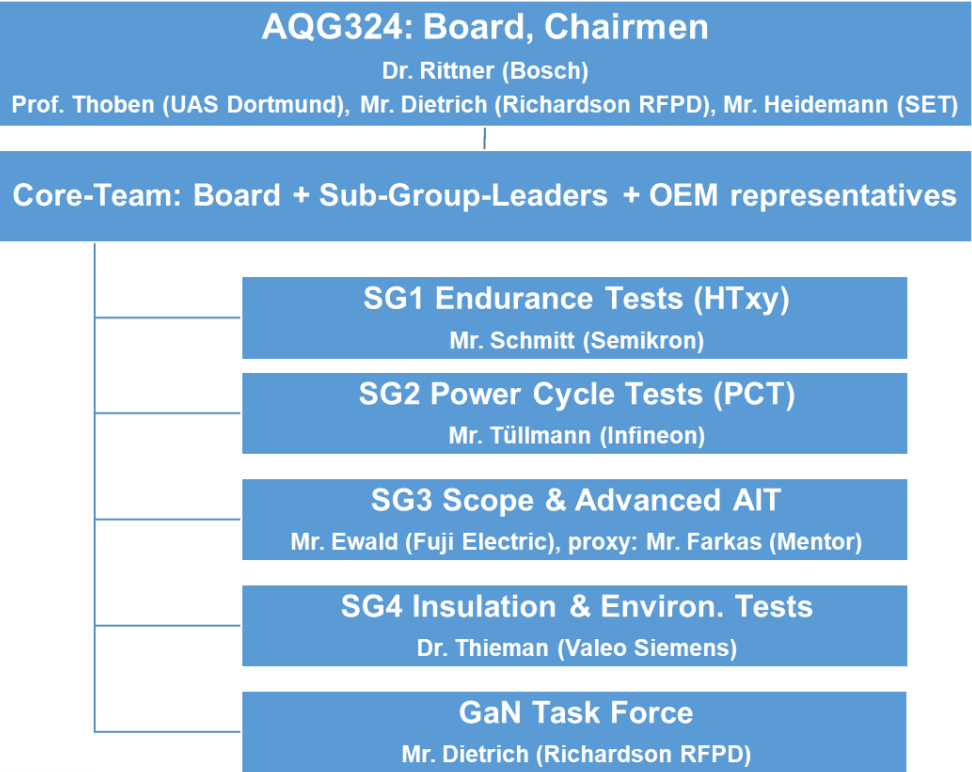 AQG324: Board, Chairmen
Dr. Rittner (Bosch)
Prof. Thoben (UAS Dortmund), Mr. Dietrich (Richardson RFPD), Mr. Heidemann (SET)
Core-Team: Board + Sub-Group-Leaders + OEM representatives
SG1 Endurance Tests (HTxy)
Mr. Schmitt (Semikron)
SG2 Power Cycle Tests (PCT)
Mr. Tüllmann (Infineon)
SG3 Scope & Advanced AIT
Mr. Ewald (Fuji Electric), proxy: Mr. Farkas (Mentor)
SG4 Insulation & Environ. Tests
Dr. Thieman (Valeo Siemens)
GaN Task Force
Mr. Dietrich (Richardson RFPD)